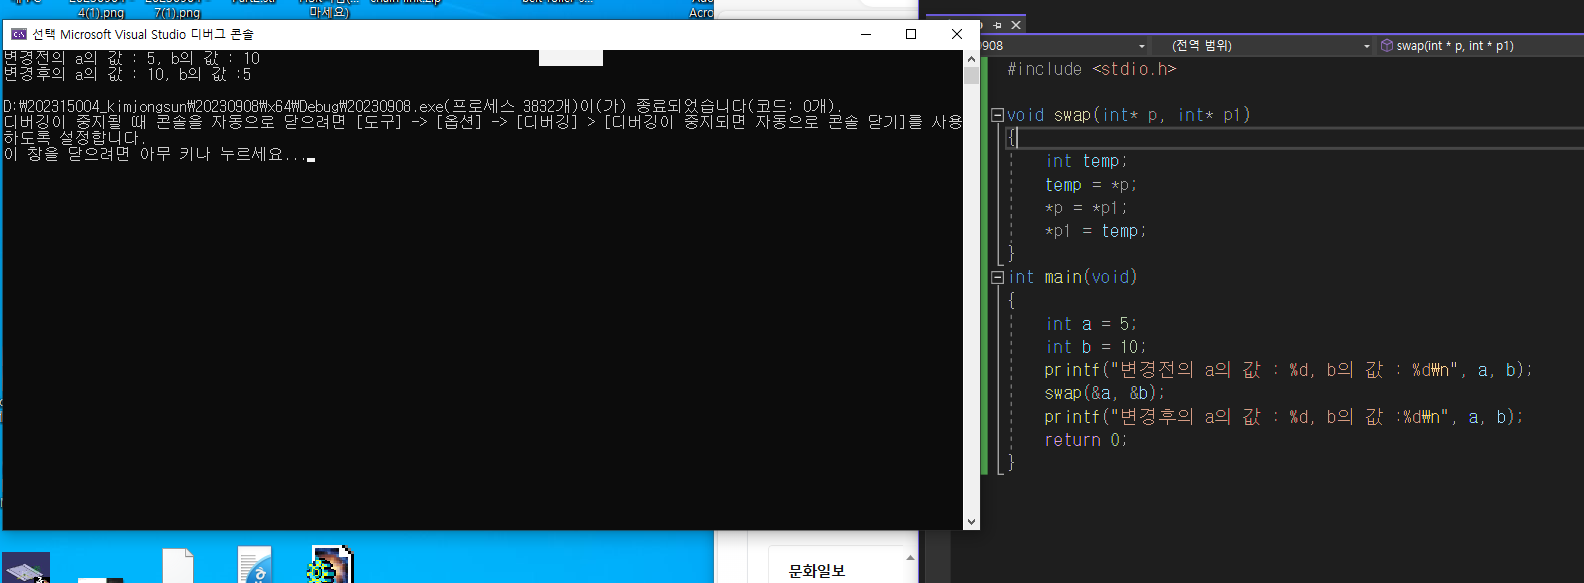 4(1).png
7(1).png
마세요)
Acro
선택 Microsoft Visual Studio 디버그 콘솔
변경전의 a의 값 : 5, b의 값 : 10
변경후의 a의 값 : 10, b의 값 :5
D:₩202315004_kimjongsun₩20230908₩x64₩Debug₩20230908.exe(프로세스 3832개)이(가) 종료되었습니다(코드: 0개).
디버깅이 중지될 때 콘솔을 자동으로 닫으려면 [도구] -> [옵션] -> [디버깅] > [디버깅이 중지되면 자동으로 콘솔 닫기]를 사용
하도록 설정합니다.
이 창을 닫으려면 아무 키나 누르세요...
908
(전역 범위)
swap(int * p, int * p1)
#include <stdio.h>
void swap(int* p, int* p1)
{
int temp;
temp = *p;
*p = *p1;
*p1 = temp;
}
int main(void)
{
int a = 5;
int b = 10;
printf("변경전의 a의 값 : %d, b의 값 : %d₩n", a, b);
swap(&a, &b);
printf("변경후의 a의 값 : %d, b의 값 :%d₩n", a, b);
return 0;
}
문화일보